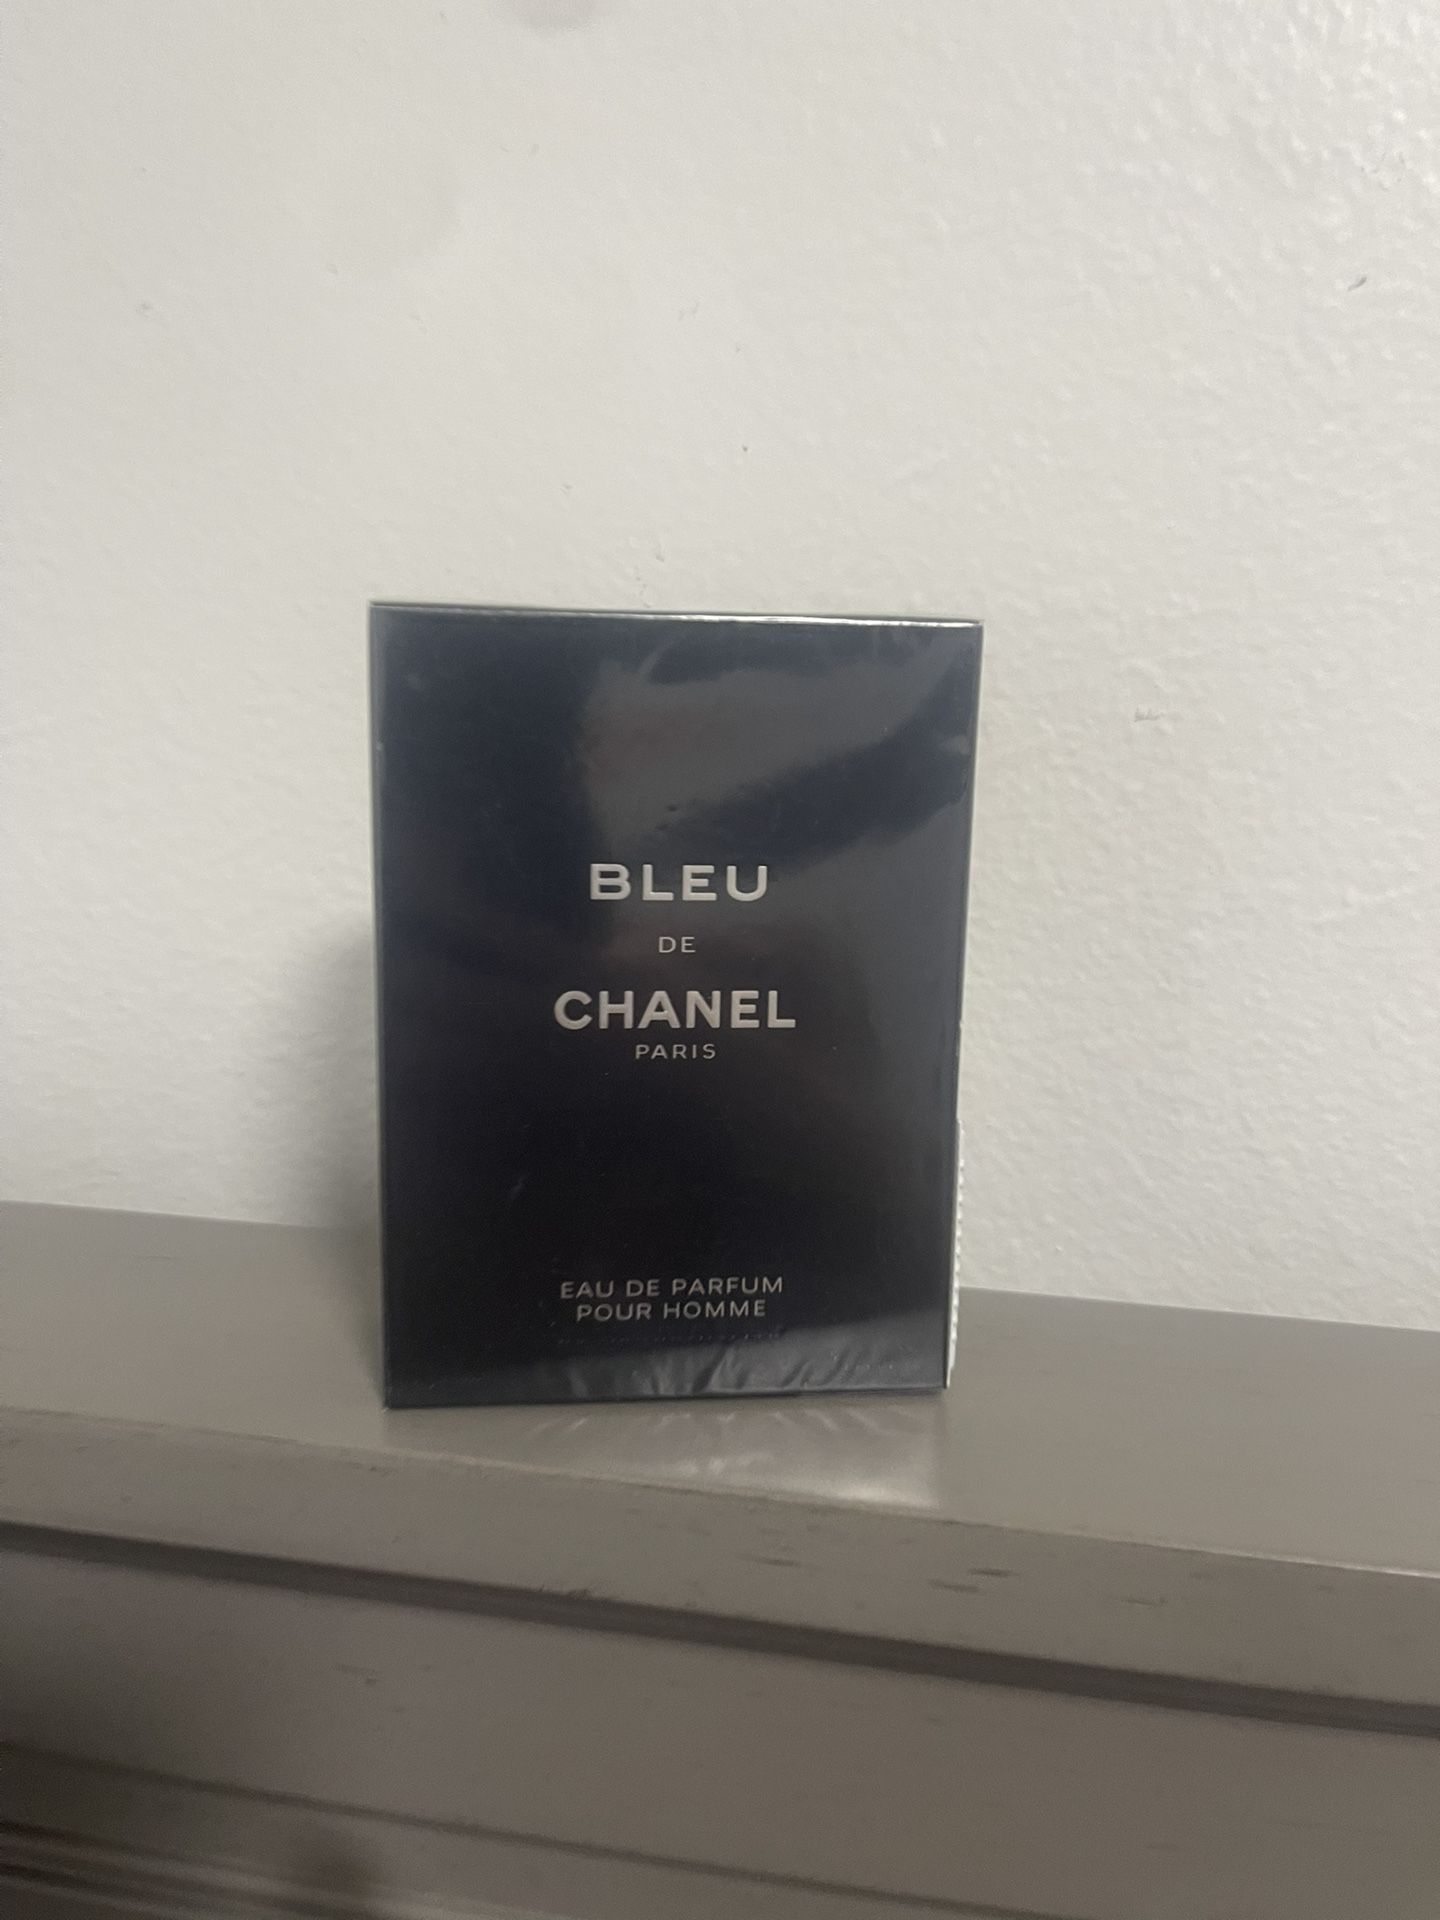 BLEU
DE
CHANEL
PARIS
EAU DE PARFUM
POUR HOMME